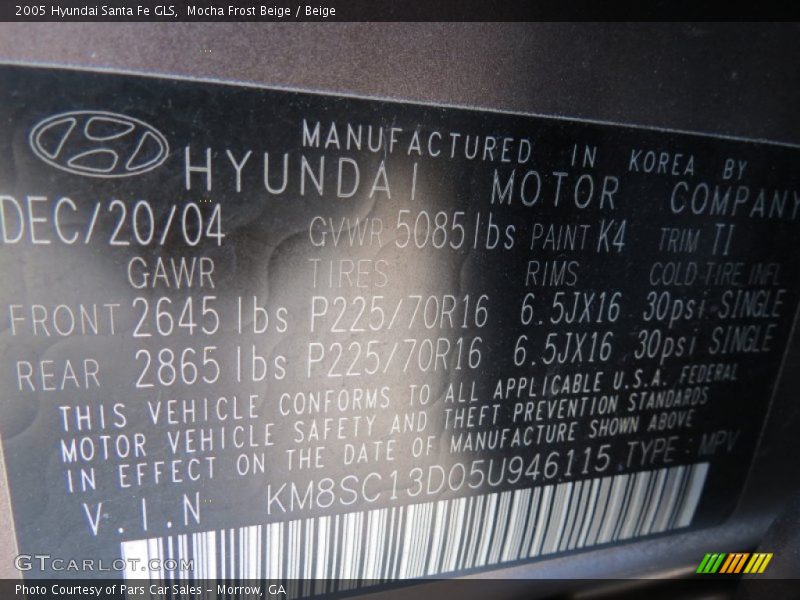 2005 Hyundai Santa Fe GLS, Mocha Frost Beige / Beige
MANUFACTURED IN KOREA BY
HYUNDAI MOTOR COMPANY
DEC/20/04 GVWR 5085lbs PAINT K4 TRIM TI
GAWR TIRES RIMS COLD TIRE INFL
FRONT 2645 lbs P225/70R16 6.5JX16 30psi SINGLE
REAR 2865 lbs P225/70R16 6.5JX16 30psi SINGLE
THIS VEHICLE CONFORMS TO ALL APPLICABLE U.S.A. FEDERAL
MOTOR VEHICLE SAFETY AND THEFT PREVENTION STANDARDS
IN EFFECT ON THE DATE OF MANUFACTURE SHOWN ABOVE
V.I.N KM8SC13D05U946115 TYPE : MPV
GTCarlot.com
Photo Courtesy of Pars Car Sales - Morrow, GA